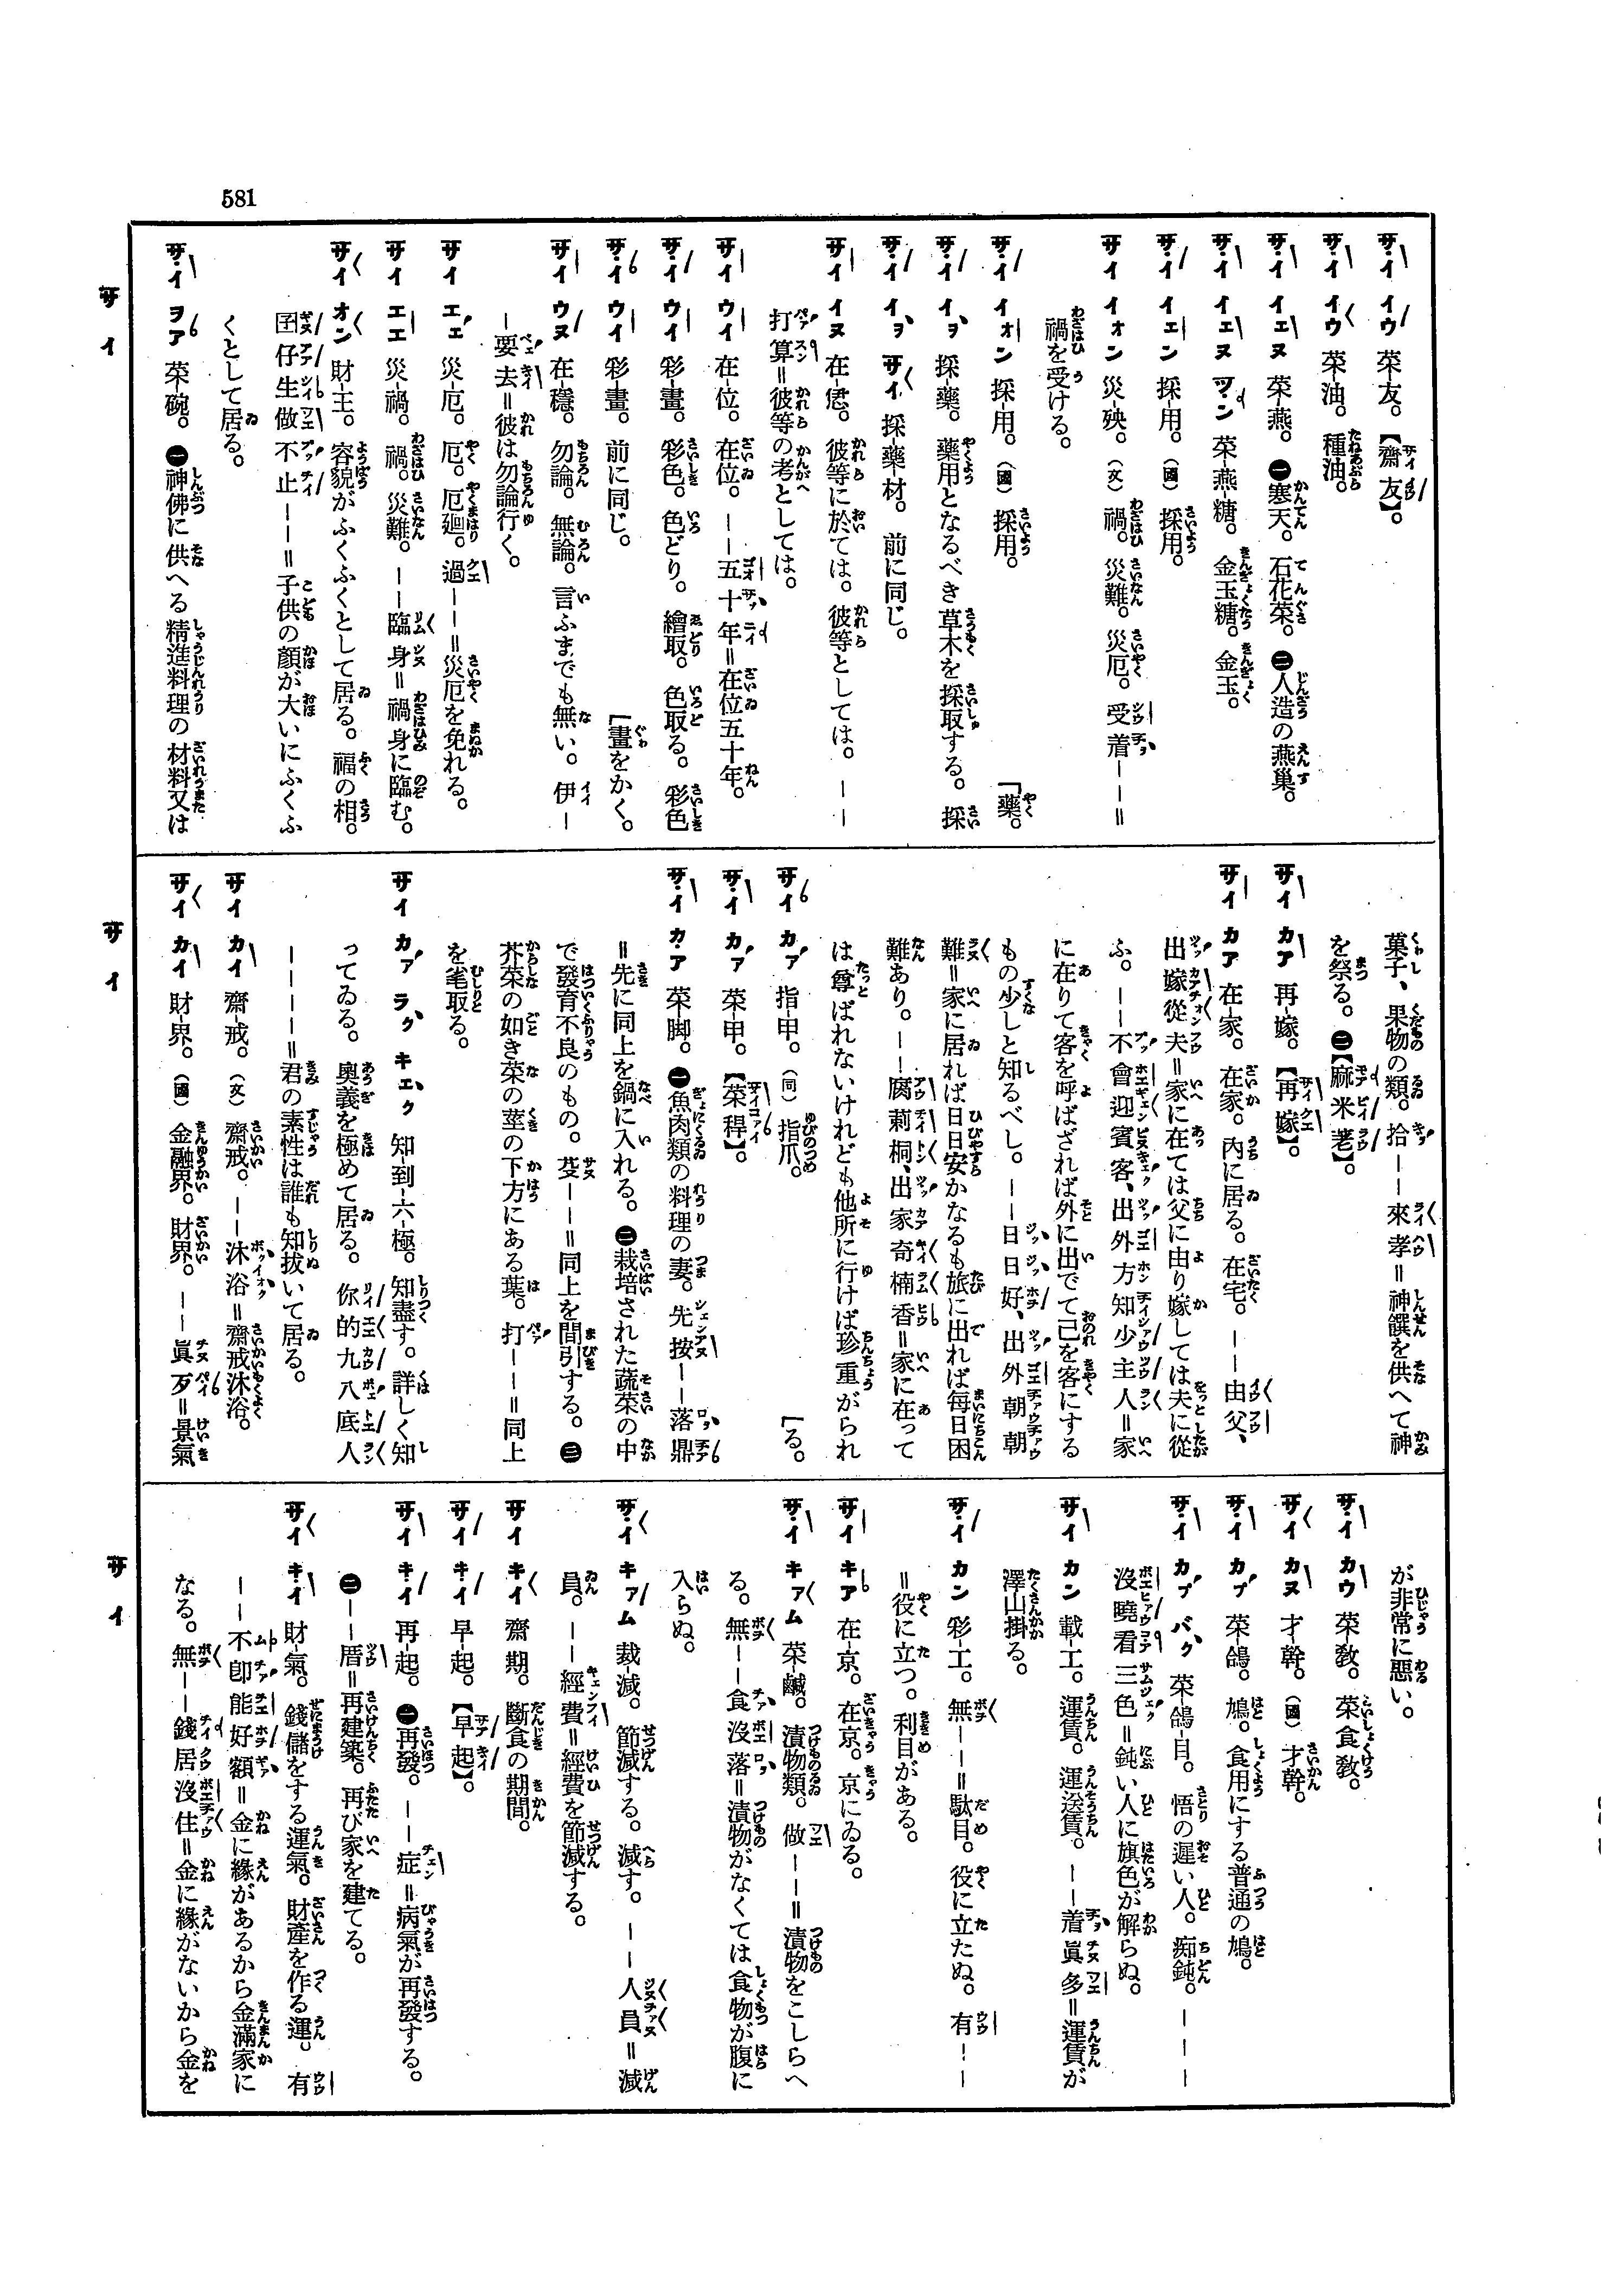 581
サイ イウ 菜-友。【齋友】。
サイ イウ 菜-油。種油。
サイ イェヌ 菜-燕。㊀寒天。石花菜。㊁人造の燕巢。
サイ イェヌ ツン 菜-燕-糖。金玉糖。金玉。
サイ イェン 採-用。(國)採用。
サイ イォン 災-殃。(文)禍。災難。災厄。受着――=
禍を受ける。
サイ イォン 採-用。(國)採用。 「藥。
サイ イョ 採-藥。藥用となるべき草木を採取する。採
サイ イョ サイ 採-藥-材。前に同じ。
サイ イヌ 在-恁。彼等に於ては。彼等としては。――
打算=彼等の考としては。
サイ ウイ 在-位。在位。――五十年=在位五十年。
サイ ウイ 彩-畫。彩色。色どり。繪取。色取る。彩色
サイ ウイ 彩-畫。前に同じ。 「畫をかく。
サイ ウヌ 在-穩。勿論。無論。言ふまでも無い。伊―
―要去=彼は勿論行く。
サイ エェ 災-厄。厄。厄廻。過――=災厄を免れる。
サイ エエ 災-禍。禍。災難。――臨身=禍身に臨む。
サイ オン 財-王。容貌がふくふくとして居る。福の相。
囝仔生做不止――=子供の顏が大いにふくふ
くとして居る。
サイ ヲア 菜-碗。㊀神佛に供へる精進料理の材料又は
菓子、果物の類。拾――來孝=神饌を供へて神
を祭る。㊁【麻米荖】。
サイ カア 再-嫁。【再嫁】。
サイ カア 在-家。在家。內に居る。在宅。――由父、
出嫁從夫=家に在ては父に由り嫁しては夫に從
ふ。――不會迎賓客、出外方知少主人=家
に在りて客を呼ばざれば外に出でて己を客にする
もの少しと知るべし。――日日好、出外朝朝
難=家に居れば日日安かなるも旅に出れば每日困
難あり。――腐莉桐、出家奇楠香=家に在って
は尊ばれないけれども他所に行けば珍重がられ
サイ カァ 指-甲。(同)指爪。 「る。
サイ カァ 菜-甲。【菜稈】。
サイ カア 菜-脚。㊀魚肉類の料理の妻。先按――落鼎
=先に同上を鍋に入れる。㊁栽培された蔬菜の中
で發育不良のもの。芟――=同上を間引する。㊂
芥菜の如き菜の莖の下方にある葉。打――=同上
を毟取る。
サイ カァ ラク キェク 知-到-六-極。知盡す。詳しく知
ってゐる。奧義を極めて居る。你的九八底人
――――=君の素性は誰も知拔いて居る。
サイ カイ 齋-戒。(文)齋戒。――沐浴=齋戒沐浴。
サイ カイ 財-界。(國)金融界。財界。――眞歹=景氣
が非常に惡い。
サイ カウ 菜-敎。菜食敎。
サイ カヌ 才-幹。(國)才幹。
サイ カプ 菜-鴿。鳩。食用にする普通の鳩。
サイ カプ バク 菜-鴿-目。悟の遲い人。痴鈍。―――
沒曉看三色=鈍い人に旗色が解らぬ。
サイ カン 載-工。運賃。運送賃。――着眞多=運賃が
澤山掛る。
サイ カン 彩-工。無――=駄目。役に立たぬ。有――
=役に立つ。利目がある。
サイ キア 在-京。在京。京にゐる。
サイ キァム 菜-鹹。漬物類。做――=漬物をこしらへ
る。無――食沒落=漬物がなくては食物が腹に
入らぬ。
サイ キァム 裁-減。節減する。減す。――人員=減
員。――經費=經費を節減する。
サイ キイ 齋期。斷食の期間。
サイ キイ 早-起。【早起】。
サイ キイ 再-起。㊀再發。――症=病氣が再發する。
㊁――厝=再建築。再び家を建てる。
サイ キイ 財-氣。錢儲をする運氣。財產を作る運。有
――不卽能好額=金に緣があるから金滿家に
なる。無――錢居沒住=金に緣がないから金を
サ イ
サ イ
サ イ